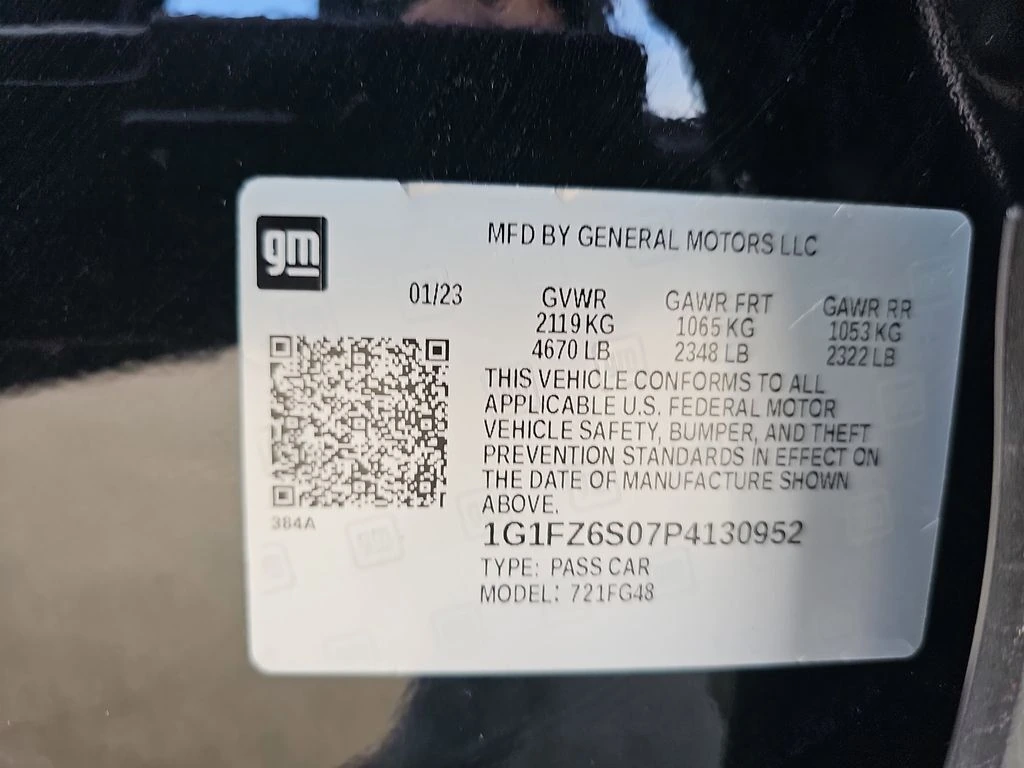 gm
MFD BY GENERAL MOTORS LLC
01/23
GVWR GAWR FRT GAWR RR
2119 KG 1065 KG 1053 KG
4670 LB 2348 LB 2322 LB
THIS VEHICLE CONFORMS TO ALL
APPLICABLE U.S. FEDERAL MOTOR
VEHICLE SAFETY, BUMPER, AND THEFT
PREVENTION STANDARDS IN EFFECT ON
THE DATE OF MANUFACTURE SHOWN
ABOVE.
384A
1G1FZ6S07P4130952
TYPE: PASS CAR
MODEL: 721FG48